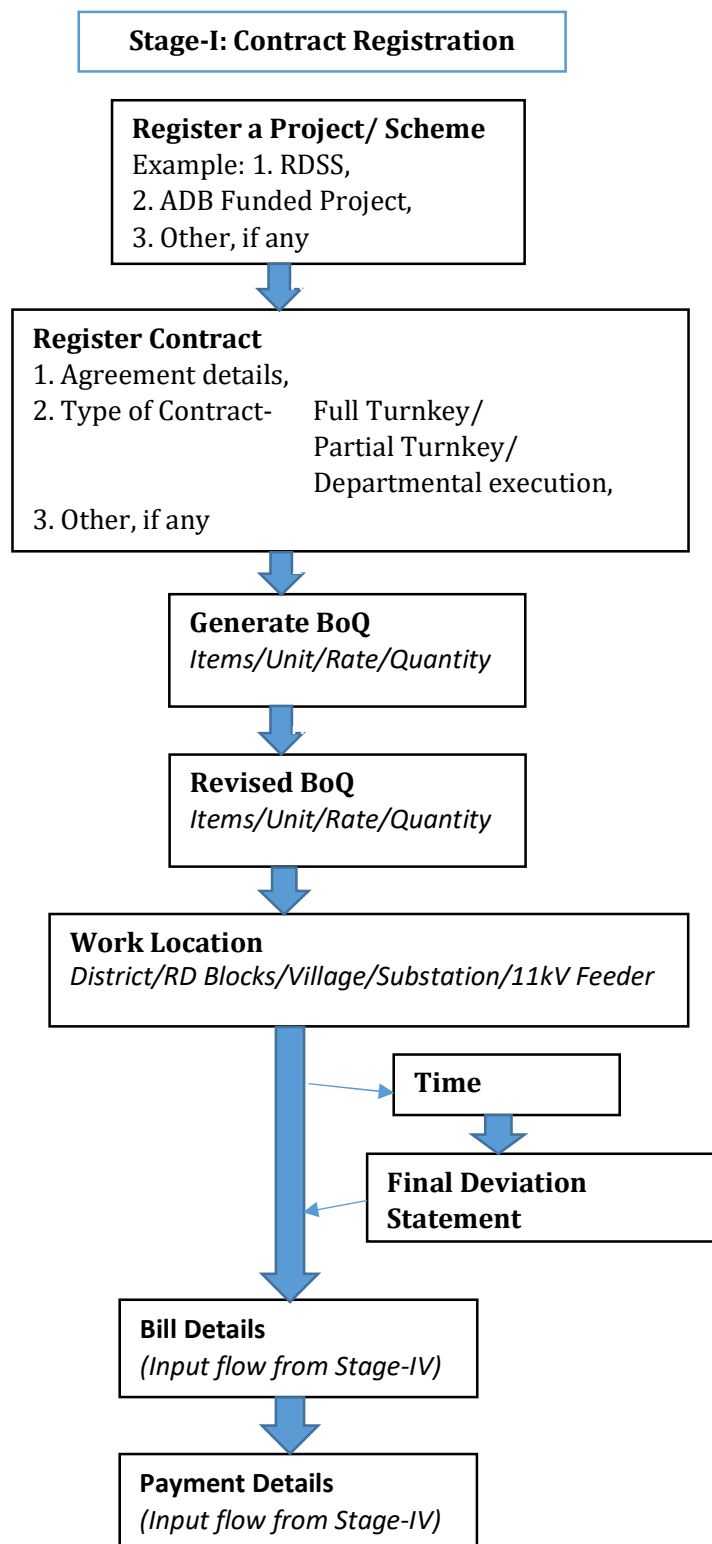 Stage-I: Contract Registration
Register a Project/ Scheme
Example: 1. RDSS,
2. ADB Funded Project,
3. Other, if any
Register Contract
1. Agreement details,
2. Type of Contract- Full Turnkey/
Partial Turnkey/
Departmental execution,
3. Other, if any
Generate BoQ
Items/Unit/Rate/Quantity
Revised BoQ
Items/Unit/Rate/Quantity
Work Location
District/RD Blocks/Village/Substation/11kV Feeder
Time
Final Deviation
Statement
Bill Details
(Input flow from Stage-IV)
Payment Details
(Input flow from Stage-IV)